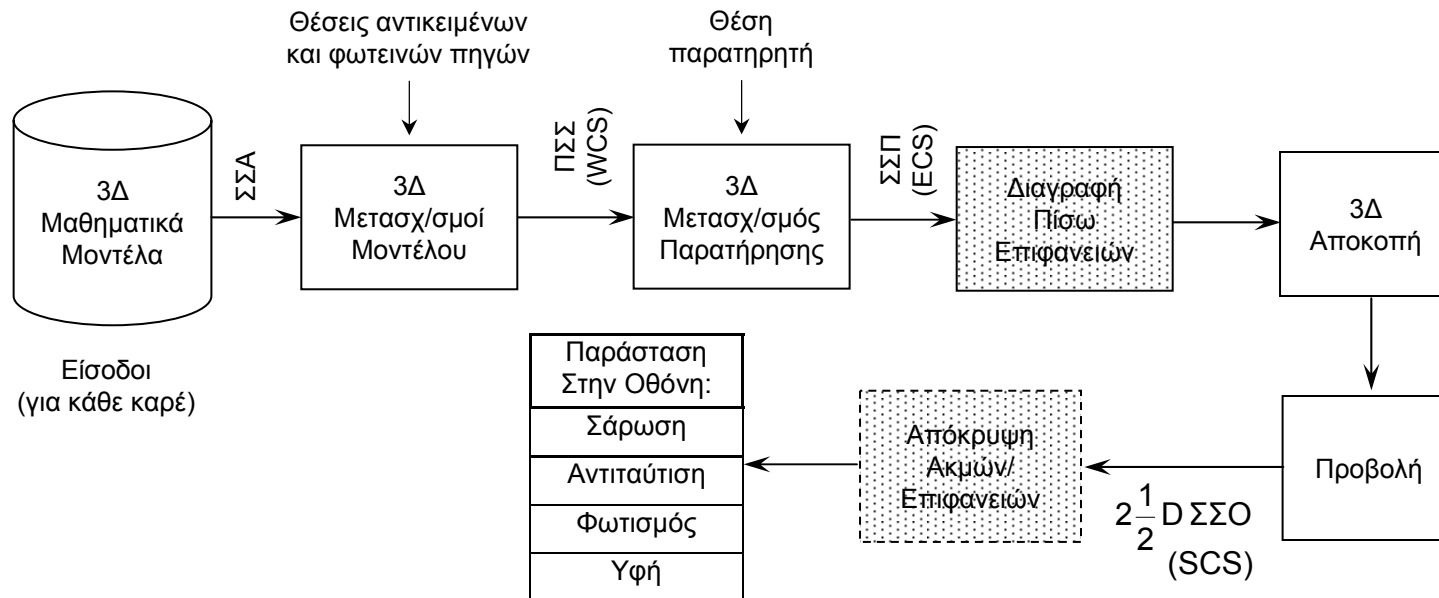 Θέσεις αντικειμένων
και φωτεινών πηγών
Θέση
παρατηρητή
3Δ
Μαθηματικά
Μοντέλα
ΣΣΑ
3Δ
Μετασχ/σμοί
Μοντέλου
ΠΣΣ
(WCS)
3Δ
Μετασχ/σμός
Παρατήρησης
ΣΣΠ
(ECS)
Διαγραφή
Πίσω
Επιφανειών
3Δ
Αποκοπή
Είσοδοι
(για κάθε καρέ)
Προβολή
2 1/2 D ΣΣΟ
(SCS)
Απόκρυψη
Ακμών/
Επιφανειών
Παράσταση
Στην Οθόνη:
Σάρωση
Αντιταύτιση
Φωτισμός
Υφή